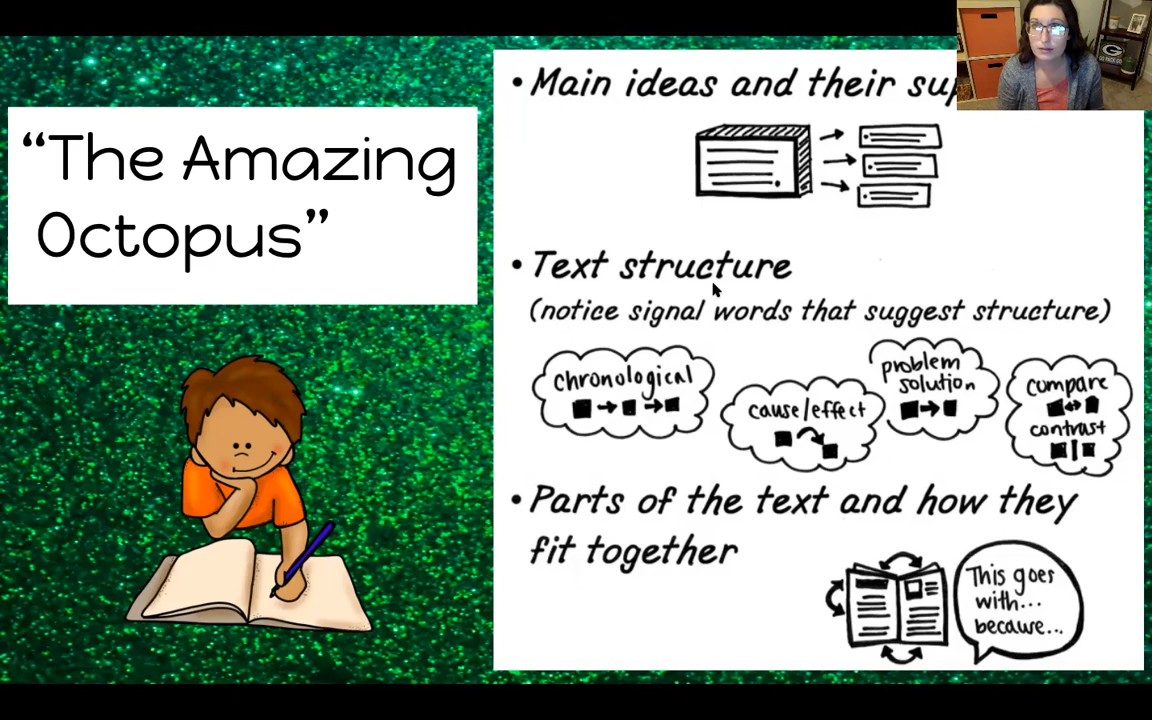 “The Amazing
Octopus”
• Main ideas and their
• Text structure
(notice signal words that suggest structure)
chronological
cause/effect
problem
solution
compare
contrast
• Parts of the text and how they
fit together
This goes
with...
because...